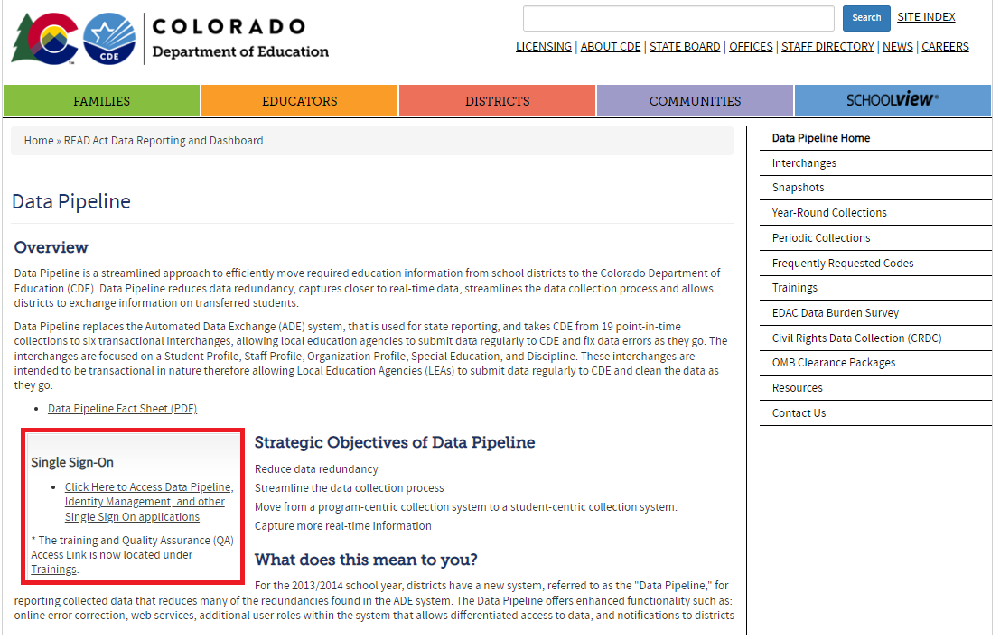 COLORADO
Department of Education
CDE
TM
Search
SITE INDEX
LICENSING | ABOUT CDE | STATE BOARD | OFFICES | STAFF DIRECTORY | NEWS | CAREERS
FAMILIES
EDUCATORS
DISTRICTS
COMMUNITIES
SCHOOLVIEW®
Home » READ Act Data Reporting and Dashboard
Data Pipeline
Overview
Data Pipeline is a streamlined approach to efficiently move required education information from school districts to the Colorado Department of
Education (CDE). Data Pipeline reduces data redundancy, captures closer to real-time data, streamlines the data collection process and allows
districts to exchange information on transferred students.
Data Pipeline replaces the Automated Data Exchange (ADE) system, that is used for state reporting, and takes CDE from 19 point-in-time
collections to six transactional interchanges, allowing local education agencies to submit data regularly to CDE and fix data errors as they go. The
interchanges are focused on a Student Profile, Staff Profile, Organization Profile, Special Education, and Discipline. These interchanges are
intended to be transactional in nature therefore allowing Local Education Agencies (LEAs) to submit data regularly to CDE and clean the data as
they go.
• Data Pipeline Fact Sheet (PDF)
Single Sign-On
• Click Here to Access Data Pipeline,
Identity Management, and other
Single Sign On applications
* The training and Quality Assurance (QA)
Access Link is now located under
Trainings.
Strategic Objectives of Data Pipeline
Reduce data redundancy
Streamline the data collection process
Move from a program-centric collection system to a student-centric collection system.
Capture more real-time information
What does this mean to you?
For the 2013/2014 school year, districts have a new system, referred to as the "Data Pipeline," for
reporting collected data that reduces many of the redundancies found in the ADE system. The Data Pipeline offers enhanced functionality such as:
online error correction, web services, additional user roles within the system that allows differentiated access to data, and notifications to districts
Data Pipeline Home
Interchanges
Snapshots
Year-Round Collections
Periodic Collections
Frequently Requested Codes
Trainings
EDAC Data Burden Survey
Civil Rights Data Collection (CRDC)
OMB Clearance Packages
Resources
Contact Us